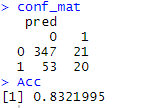 > conf_mat
pred
0 1
0 347 21
1 53 20
> Acc
[1] 0.8321995